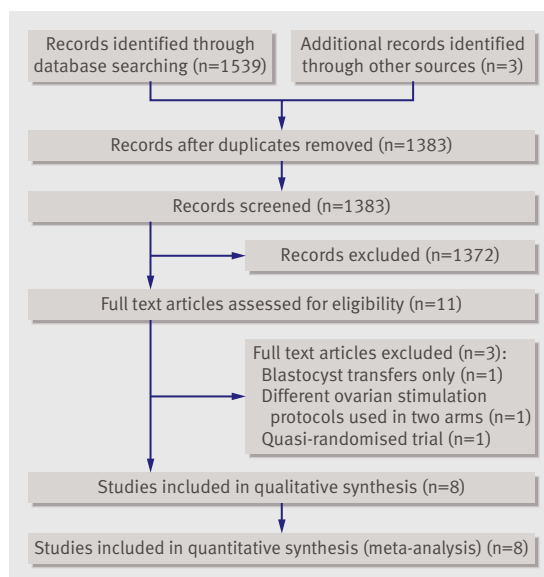 Records identified through
database searching (n=1539)
Additional records identified
through other sources (n=3)
Records after duplicates removed (n=1383)
Records screened (n=1383)
Records excluded (n=1372)
Full text articles assessed for eligibility (n=11)
Full text articles excluded (n=3):
Blastocyst transfers only (n=1)
Different ovarian stimulation
protocols used in two arms (n=1)
Quasi-randomised trial (n=1)
Studies included in qualitative synthesis (n=8)
Studies included in quantitative synthesis (meta-analysis) (n=8)